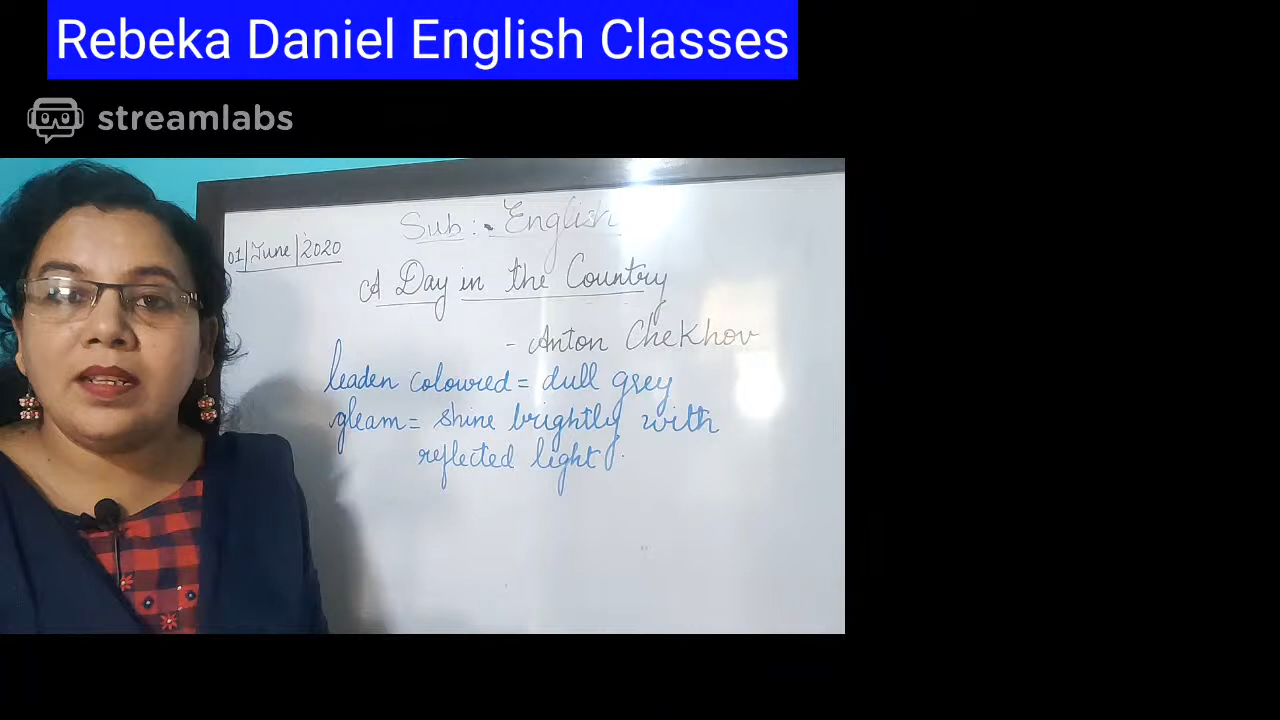 Rebeka Daniel English Classes
streamlabs
Sub :- English
01|June|2020
A Day in the Country
- Anton Chekhov
leaden coloured = dull grey
gleam = shine brightly with
reflected light.